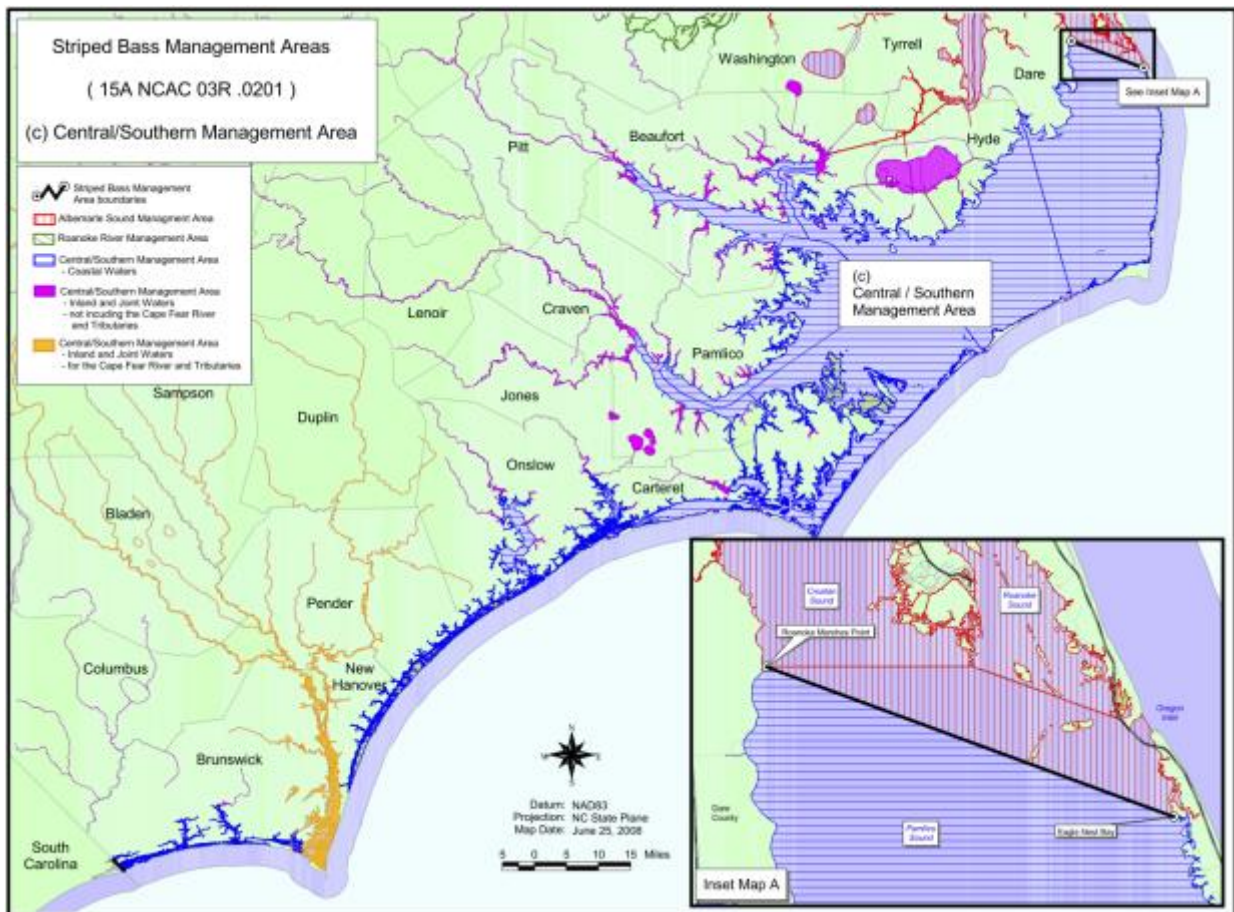 Striped Bass Management Areas
( 15A NCAC 03R .0201 )
(c) Central/Southern Management Area
Striped Bass Management
Area boundaries
Albemarle Sound Managment Area
Roanoke River Management Area
Central/Southern Management Area
- Coastal Waters
Central/Southern Management Area
- Inland and Joint Waters
- not incuding the Cape Fear River
and Tributaries
Central/Southern Management Area
- Inland and Joint Waters
- for the Cape Fear River and Tributaries
Washington
Tyrrell
Dare
See Inset Map A
Beaufort
Hyde
Pitt
(c)
Central / Southern
Management Area
Craven
Lenoir
Pamlico
Jones
Sampson
Duplin
Onslow
Carteret
Bladen
Pender
Columbus
New
Hanover
Brunswick
South
Carolina
N
W
E
S
Datum: NAD83
Projection: NC State Plane
Map Date: June 25, 2008
5 0 5 10 15 Miles
Croatan
Sound
Roanoke
Sound
Roanoke Marshes Point
Oregon
Inlet
Dare
County
Pamlico
Sound
Eagle Nest Bay
Inset Map A